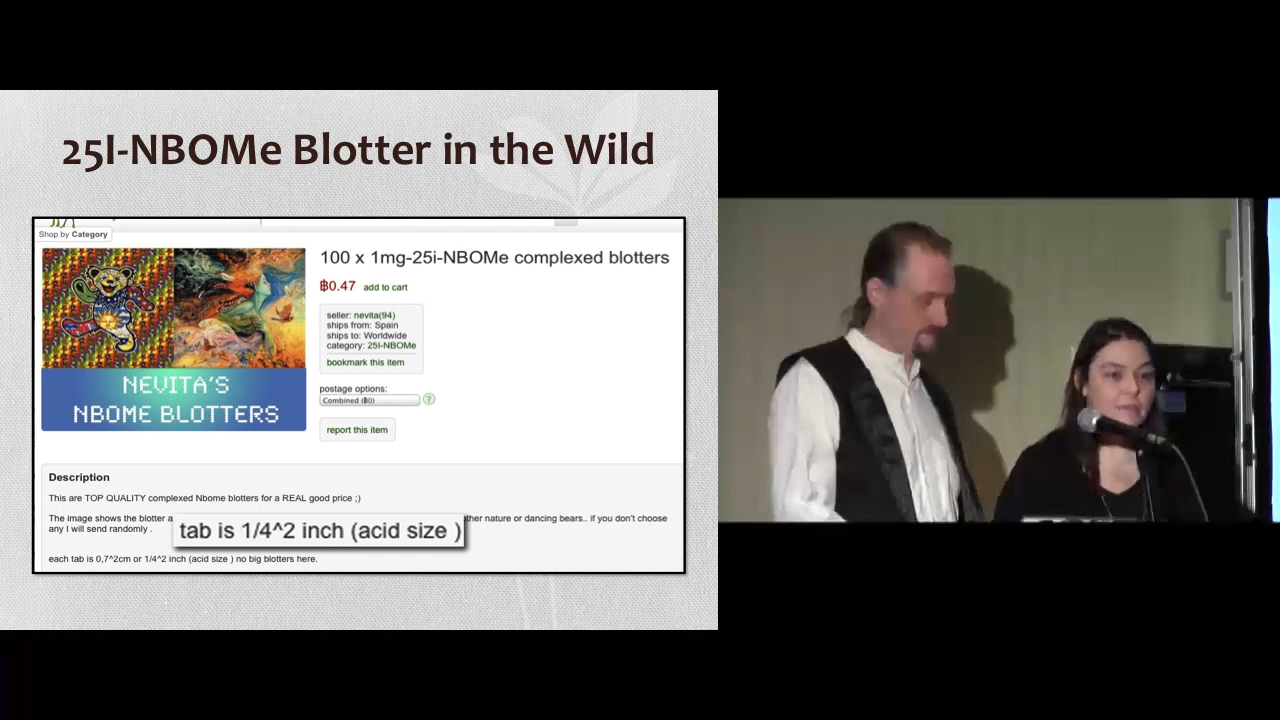 25I-NBOMe Blotter in the Wild
Shop by Category
NEVITA'S
NBOME BLOTTERS
100 x 1mg-25i-NBOMe complexed blotters
฿0.47 add to cart
seller: nevita(94)
ships from: Spain
ships to: Worldwide
category: 25I-NBOMe
bookmark this item
postage options:
Combined (฿0)
?
report this item
Description
This are TOP QUALITY complexed Nbome blotters for a REAL good price ;)
The image shows the blotter a
ther nature or dancing bears.. if you don't choose
any I will send randomly .
tab is 1/4^2 inch (acid size )
each tab is 0,7^2cm or 1/4^2 inch (acid size ) no big blotters here.